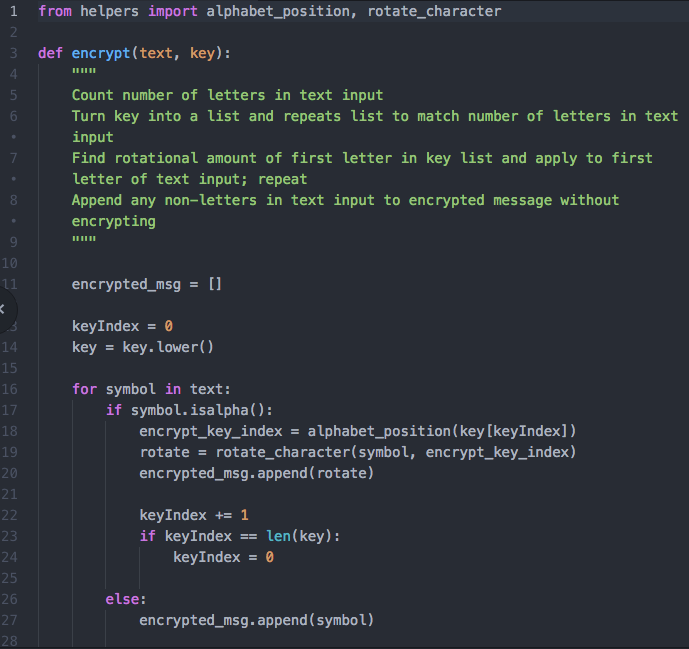 1 from helpers import alphabet_position, rotate_character
2
3 def encrypt(text, key):
4 """
5 Count number of letters in text input
6 Turn key into a list and repeats list to match number of letters in text
• input
7 Find rotational amount of first letter in key list and apply to first
• letter of text input; repeat
8 Append any non-letters in text input to encrypted message without
• encrypting
9 """
10
11 encrypted_msg = []
keyIndex = 0
14 key = key.lower()
15
16 for symbol in text:
17 if symbol.isalpha():
18 encrypt_key_index = alphabet_position(key[keyIndex])
19 rotate = rotate_character(symbol, encrypt_key_index)
20 encrypted_msg.append(rotate)
21
22 keyIndex += 1
23 if keyIndex == len(key):
24 keyIndex = 0
25
26 else:
27 encrypted_msg.append(symbol)
28